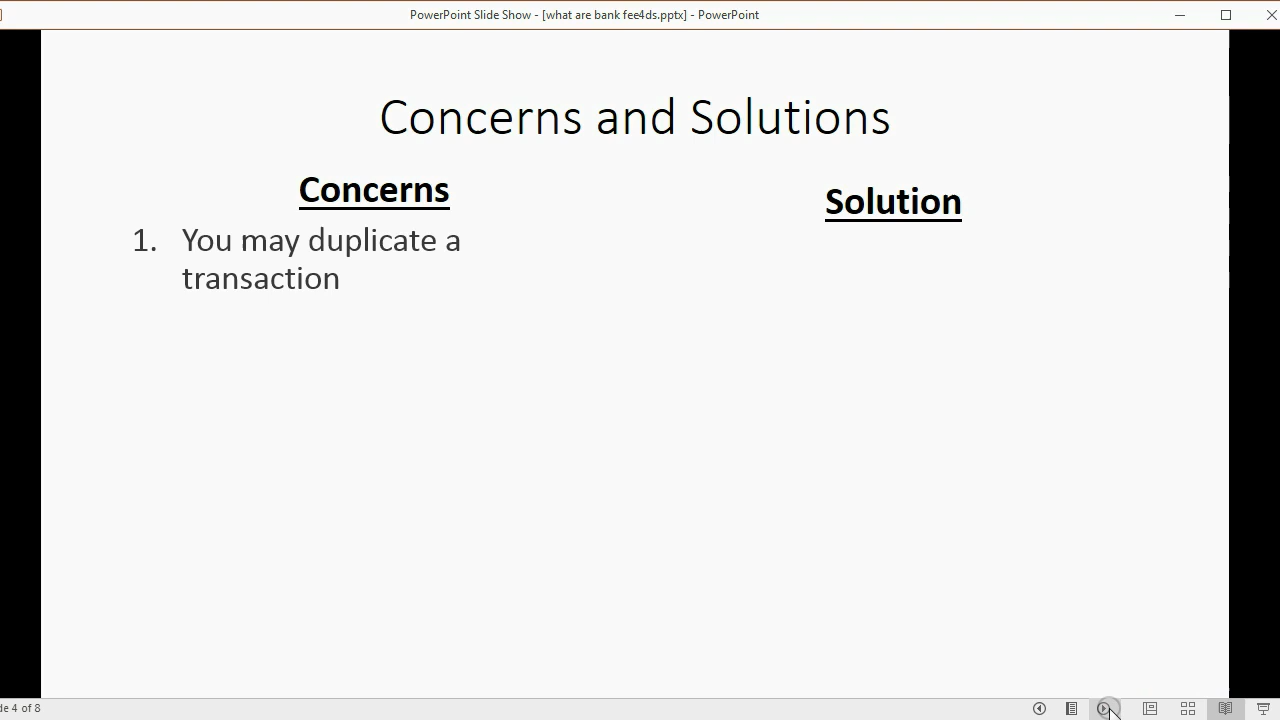 PowerPoint Slide Show - [what are bank fee4ds.pptx] - PowerPoint
Concerns and Solutions
Concerns
Solution
1. You may duplicate a
transaction
de 4 of 8